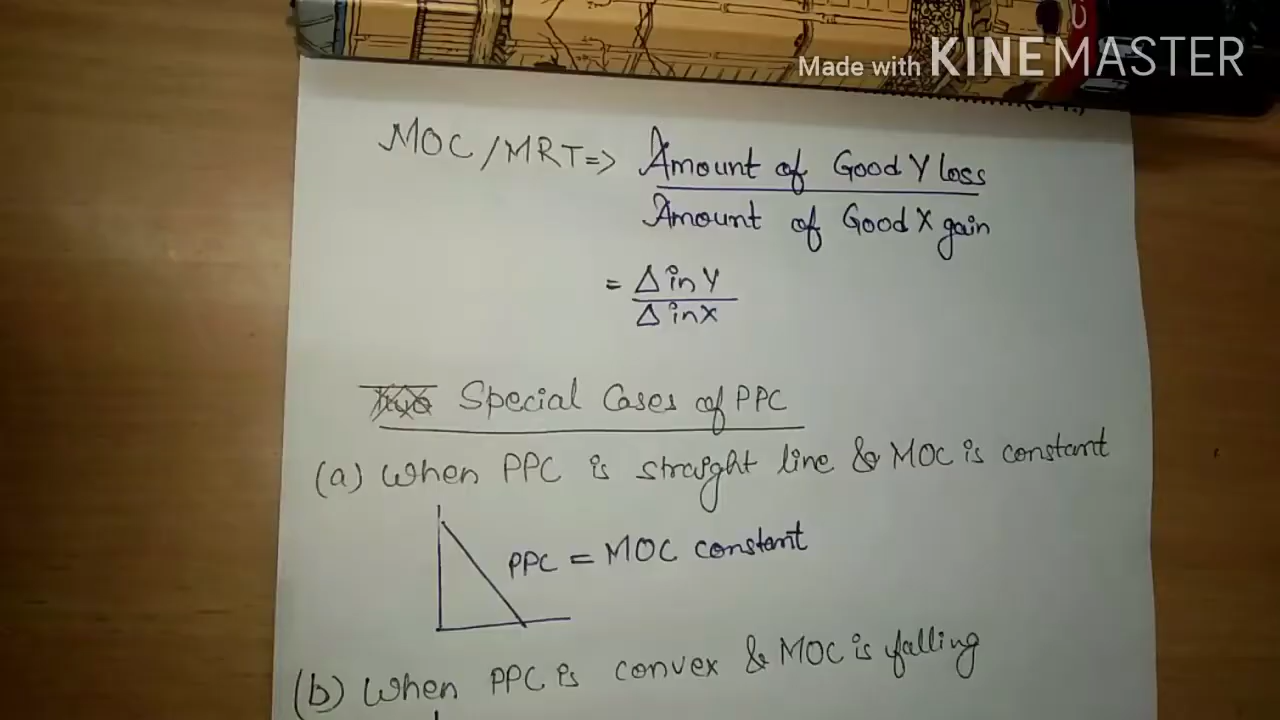 Made with KINEMASTER
MOC/MRT => Amount of Good Y loss
Amount of Good X gain
= Δ in Y
Δ in X
Special Cases of PPC
(a) When PPC is straight line & MOC is constant
PPC = MOC constant
(b) When PPC is convex & MOC is falling